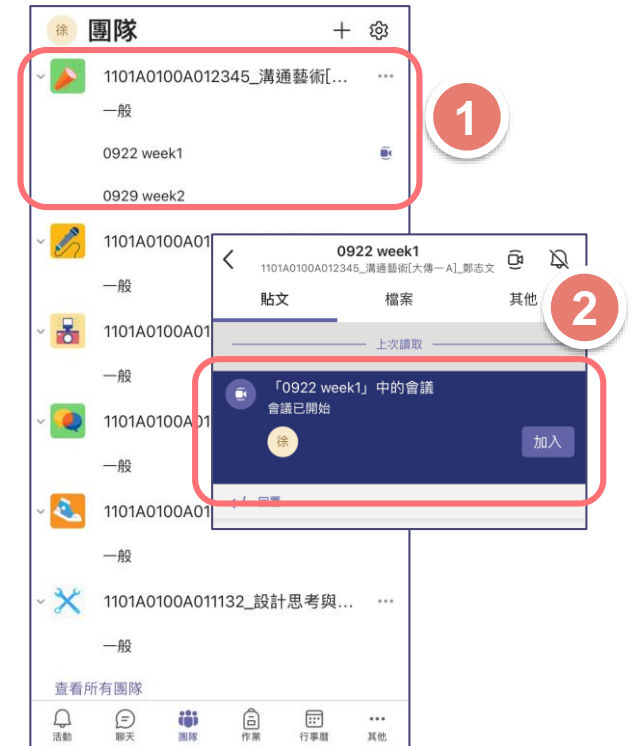 徐 團隊
1101A0100A012345_溝通藝術[...
一般
0922 week1
0929 week2
1
1101A0100A01
一般
1101A0100A01
一般
1101A0100A01
一般
1101A0100A01
一般
1101A0100A011132_設計思考與...
一般
查看所有團隊
活動 聊天 團隊 作業 行事曆 其他
0922 week1
1101A0100A012345_溝通藝術[大傳一A]_鄭志文
貼文 檔案 其他
2
上次讀取
「0922 week1」中的會議
會議已開始
徐
加入
回覆